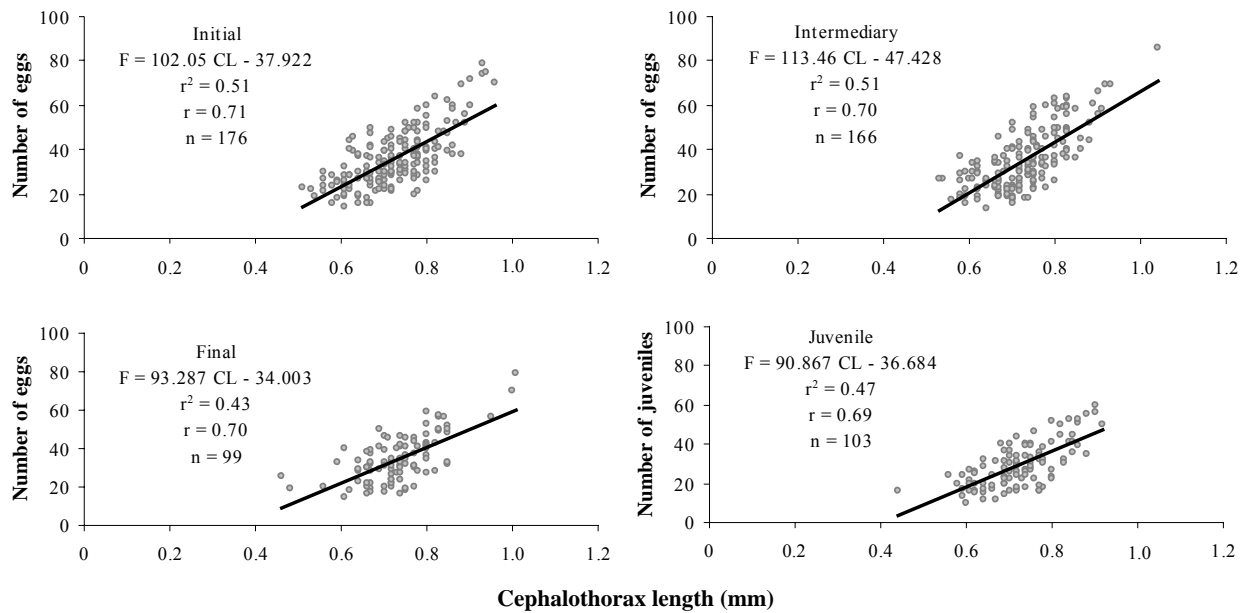 Initial
F = 102.05 CL - 37.922
r² = 0.51
r = 0.71
n = 176
Number of eggs
100
80
60
40
20
0
0 0.2 0.4 0.6 0.8 1.0 1.2
Intermediary
F = 113.46 CL - 47.428
r² = 0.51
r = 0.70
n = 166
Number of eggs
100
80
60
40
20
0
0 0.2 0.4 0.6 0.8 1.0 1.2
Final
F = 93.287 CL - 34.003
r² = 0.43
r = 0.70
n = 99
Number of eggs
100
80
60
40
20
0
0 0.2 0.4 0.6 0.8 1.0 1.2
Juvenile
F = 90.867 CL - 36.684
r² = 0.47
r = 0.69
n = 103
Number of juveniles
100
80
60
40
20
0
0 0.2 0.4 0.6 0.8 1.0 1.2
Cephalothorax length (mm)